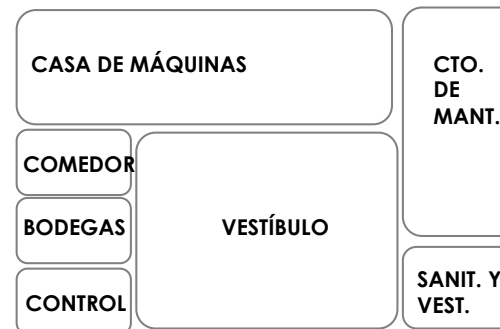 CASA DE MÁQUINAS
CTO.
DE
MANT.
COMEDOR
BODEGAS
VESTÍBULO
CONTROL
SANIT. Y
VEST.